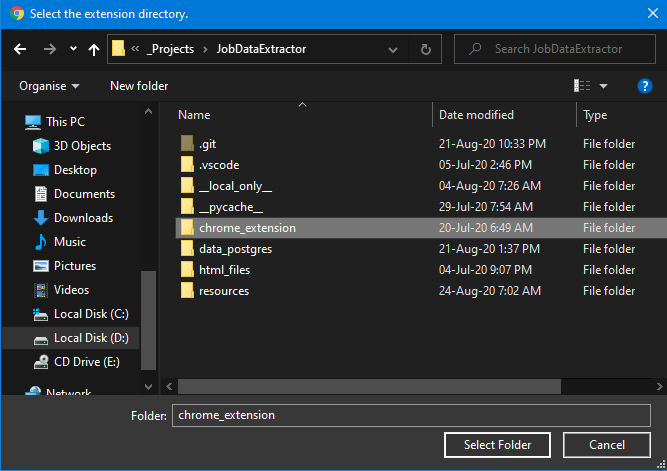 Select the extension directory.
_Projects JobDataExtractor Search JobDataExtractor
Organise New folder
Name Date modified Type
This PC
3D Objects
Desktop
Documents
Downloads
Music
Pictures
Videos
Local Disk (C:)
Local Disk (D:)
CD Drive (E:)
Network
.git 21-Aug-20 10:33 PM File folder
.vscode 05-Jul-20 2:46 PM File folder
__local_only__ 04-Aug-20 7:26 AM File folder
__pycache__ 29-Jul-20 7:54 AM File folder
chrome_extension 20-Jul-20 6:49 AM File folder
data_postgres 21-Aug-20 1:37 PM File folder
html_files 04-Jul-20 9:07 PM File folder
resources 24-Aug-20 7:02 AM File folder
Folder: chrome_extension
Select Folder Cancel